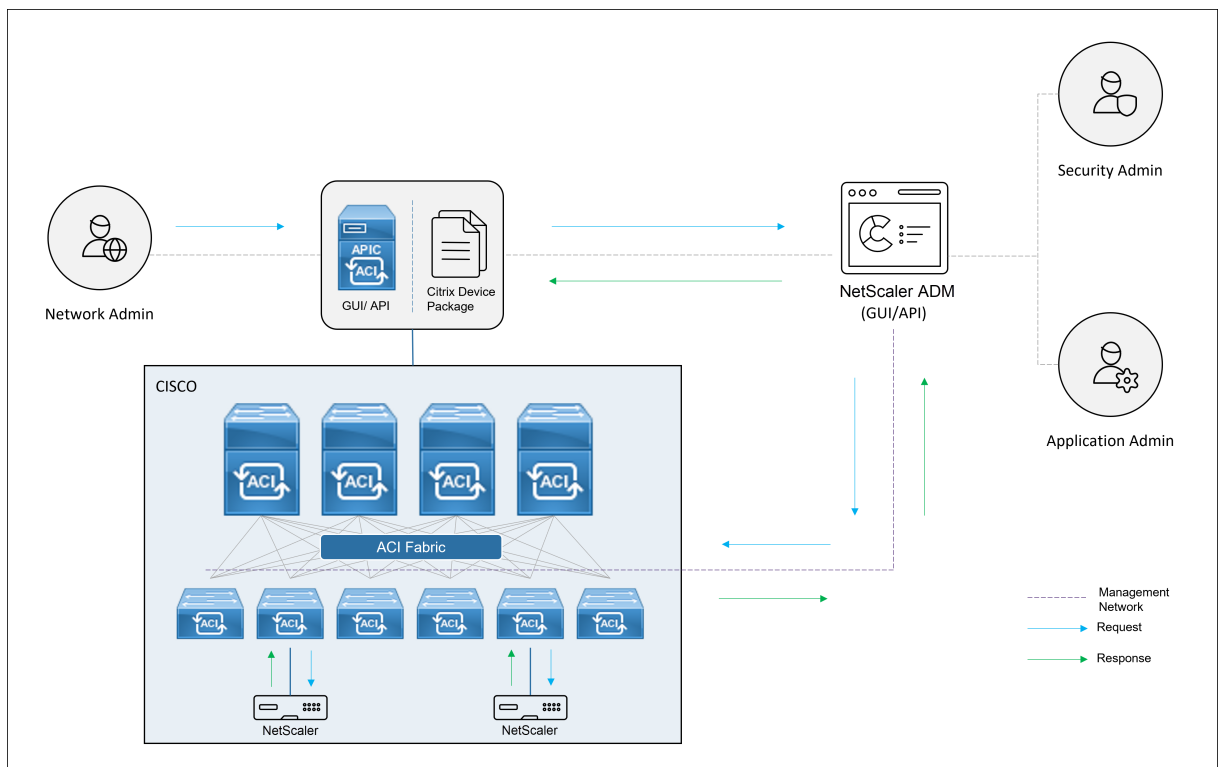 Security Admin
APIC
ACI
GUI/ API
Citrix Device
Package
Network Admin
NetScaler ADM
(GUI/API)
CISCO
Application Admin
ACI
ACI
ACI
ACI
ACI Fabric
Management
Network
Request
Response
ACI
ACI
ACI
ACI
ACI
ACI
NetScaler
NetScaler